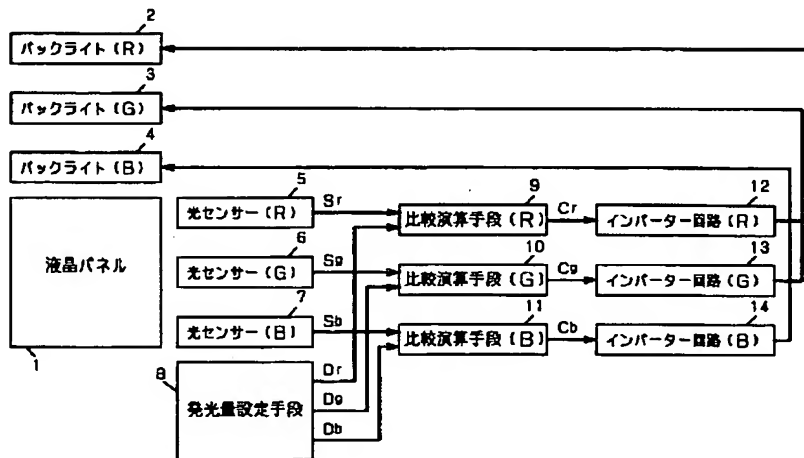 2
バックライト(R)
3
バックライト(G)
4
バックライト(B)
5
光センサー(R)
Sr
9
比較演算手段(R)
Cr
12
インバーター回路(R)
6
光センサー(G)
Sg
10
比較演算手段(G)
Cg
13
インバーター回路(G)
7
光センサー(B)
Sb
11
比較演算手段(B)
Cb
14
インバーター回路(B)
液晶パネル
1
8
発光量設定手段
Dr
Dg
Db